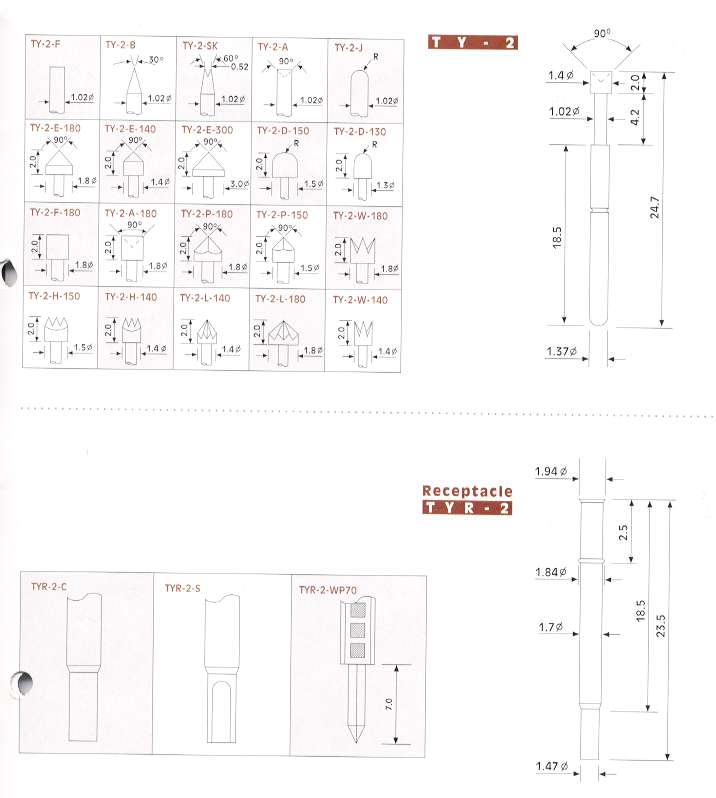 TY-2-F TY-2-B TY-2-SK TY-2-A TY-2-J
30° 60° 0.52 90° R
1.02ø 1.02ø 1.02ø 1.02ø 1.02ø
TY-2-E-180 TY-2-E-140 TY-2-E-300 TY-2-D-150 TY-2-D-130
90° 90° 90° R R
2.0 2.0 2.0 2.0 2.0
1.8ø 1.4ø 3.0ø 1.5ø 1.3ø
TY-2-F-180 TY-2-A-180 TY-2-P-180 TY-2-P-150 TY-2-W-180
90° 90° 90°
2.0 2.0 2.0 2.0 2.0
1.8ø 1.8ø 1.8ø 1.5ø 1.8ø
TY-2-H-150 TY-2-H-140 TY-2-L-140 TY-2-L-180 TY-2-W-140
2.0 2.0 2.0 2.0 2.0
1.5ø 1.4ø 1.4ø 1.8ø 1.4ø
TY-2
90°
1.4ø 2.0
1.02ø 4.2
18.5 24.7
1.37ø
Receptacle
TYR-2
1.94ø
2.5
1.84ø
1.7ø 18.5 23.5
1.47ø
TYR-2-C TYR-2-S TYR-2-WP70
7.0